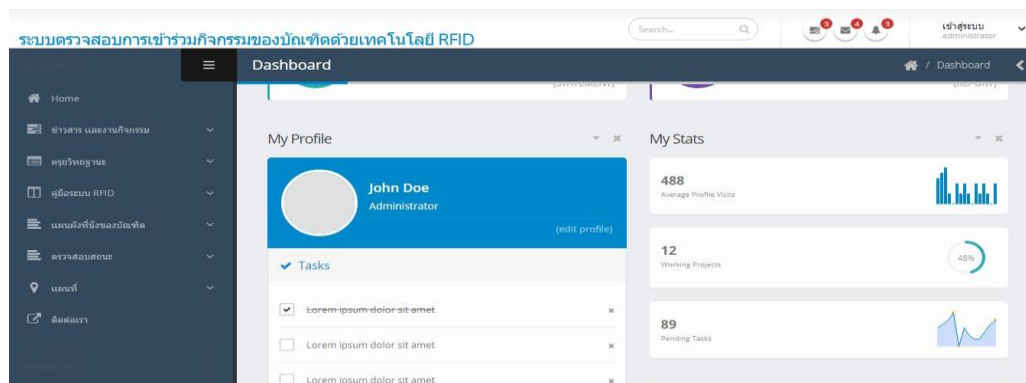 ระบบตรวจสอบการเข้าร่วมกิจกรรมของบัณฑิตด้วยเทคโนโลยี RFID
Search...
3
4
3
เข้าสู่ระบบ
administrator
Dashboard
/ Dashboard
Home
ข่าวสาร และงานกิจกรรม
ครุยวิทยฐานะ
คู่มือระบบ RFID
แผนผังที่นั่งของบัณฑิต
ตรวจสอบสถานะ
แผนที่
ติดต่อเรา
PROJECTS
(STATEMENT)
(REPORT)
My Profile
John Doe
Administrator
(edit profile)
Tasks
Lorem ipsum dolor sit amet
Lorem ipsum dolor sit amet
Lorem ipsum dolor sit amet
My Stats
488
Average Profile Visits
12
Working Projects
45%
89
Pending Tasks